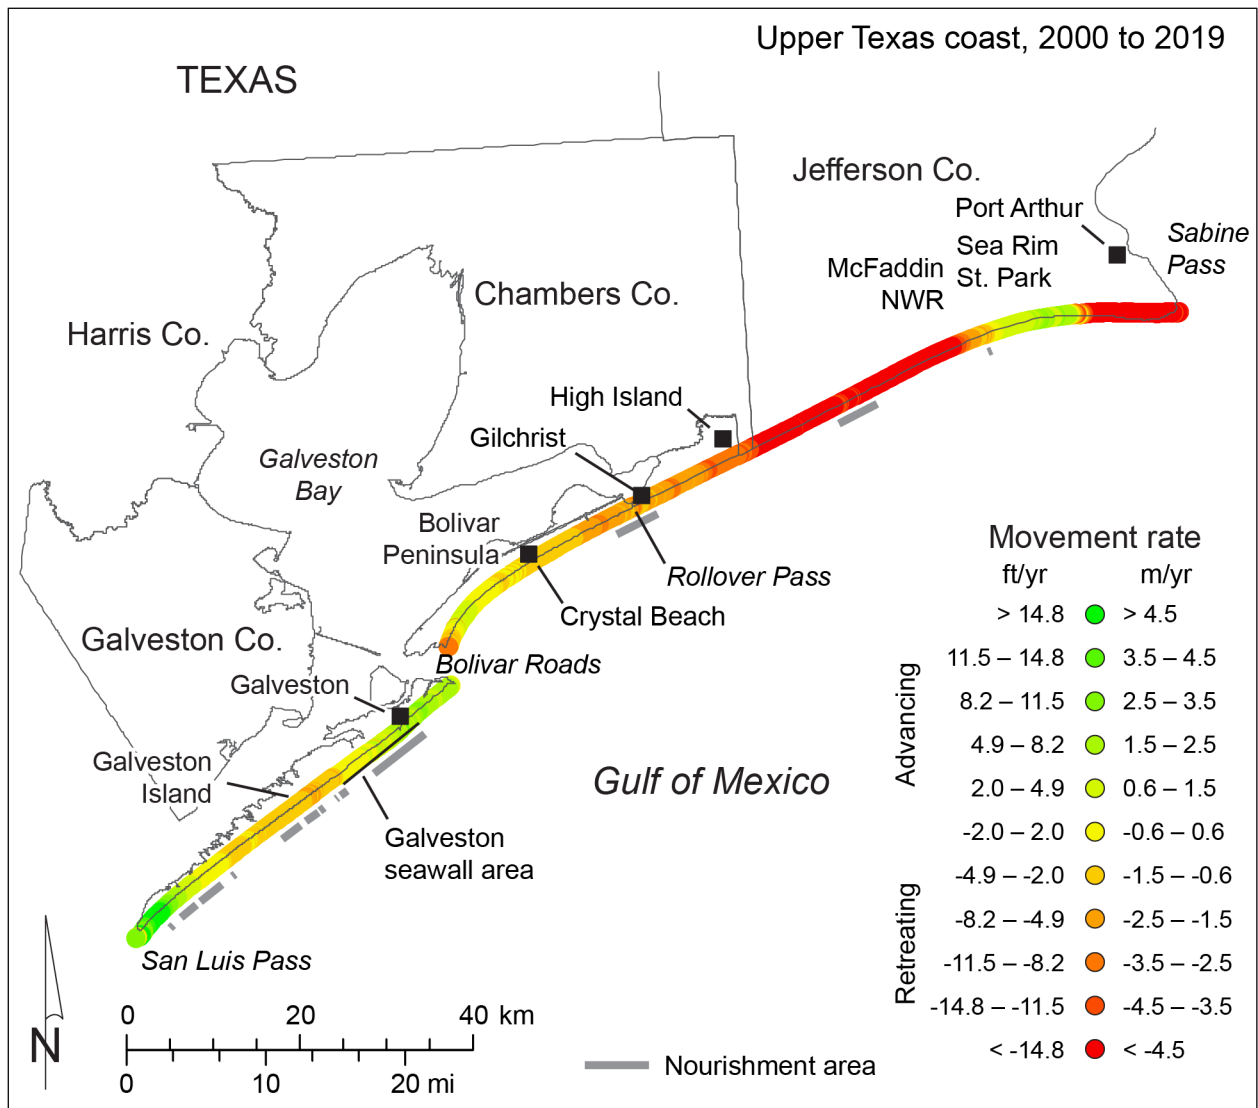 Upper Texas coast, 2000 to 2019
TEXAS
Jefferson Co.
Port Arthur
Sabine
Pass
Sea Rim
St. Park
McFaddin
NWR
Chambers Co.
Harris Co.
High Island
Gilchrist
Galveston
Bay
Bolivar
Peninsula
Rollover Pass
Crystal Beach
Galveston Co.
Bolivar Roads
Galveston
Galveston
Island
Gulf of Mexico
Galveston
seawall area
San Luis Pass
Movement rate
ft/yr m/yr
> 14.8 > 4.5
11.5 – 14.8 3.5 – 4.5
8.2 – 11.5 2.5 – 3.5
4.9 – 8.2 1.5 – 2.5
2.0 – 4.9 0.6 – 1.5
-2.0 – 2.0 -0.6 – 0.6
-4.9 – -2.0 -1.5 – -0.6
-8.2 – -4.9 -2.5 – -1.5
-11.5 – -8.2 -3.5 – -2.5
-14.8 – -11.5 -4.5 – -3.5
< -14.8 < -4.5
Advancing
Retreating
N
0 20 40 km
0 10 20 mi
Nourishment area